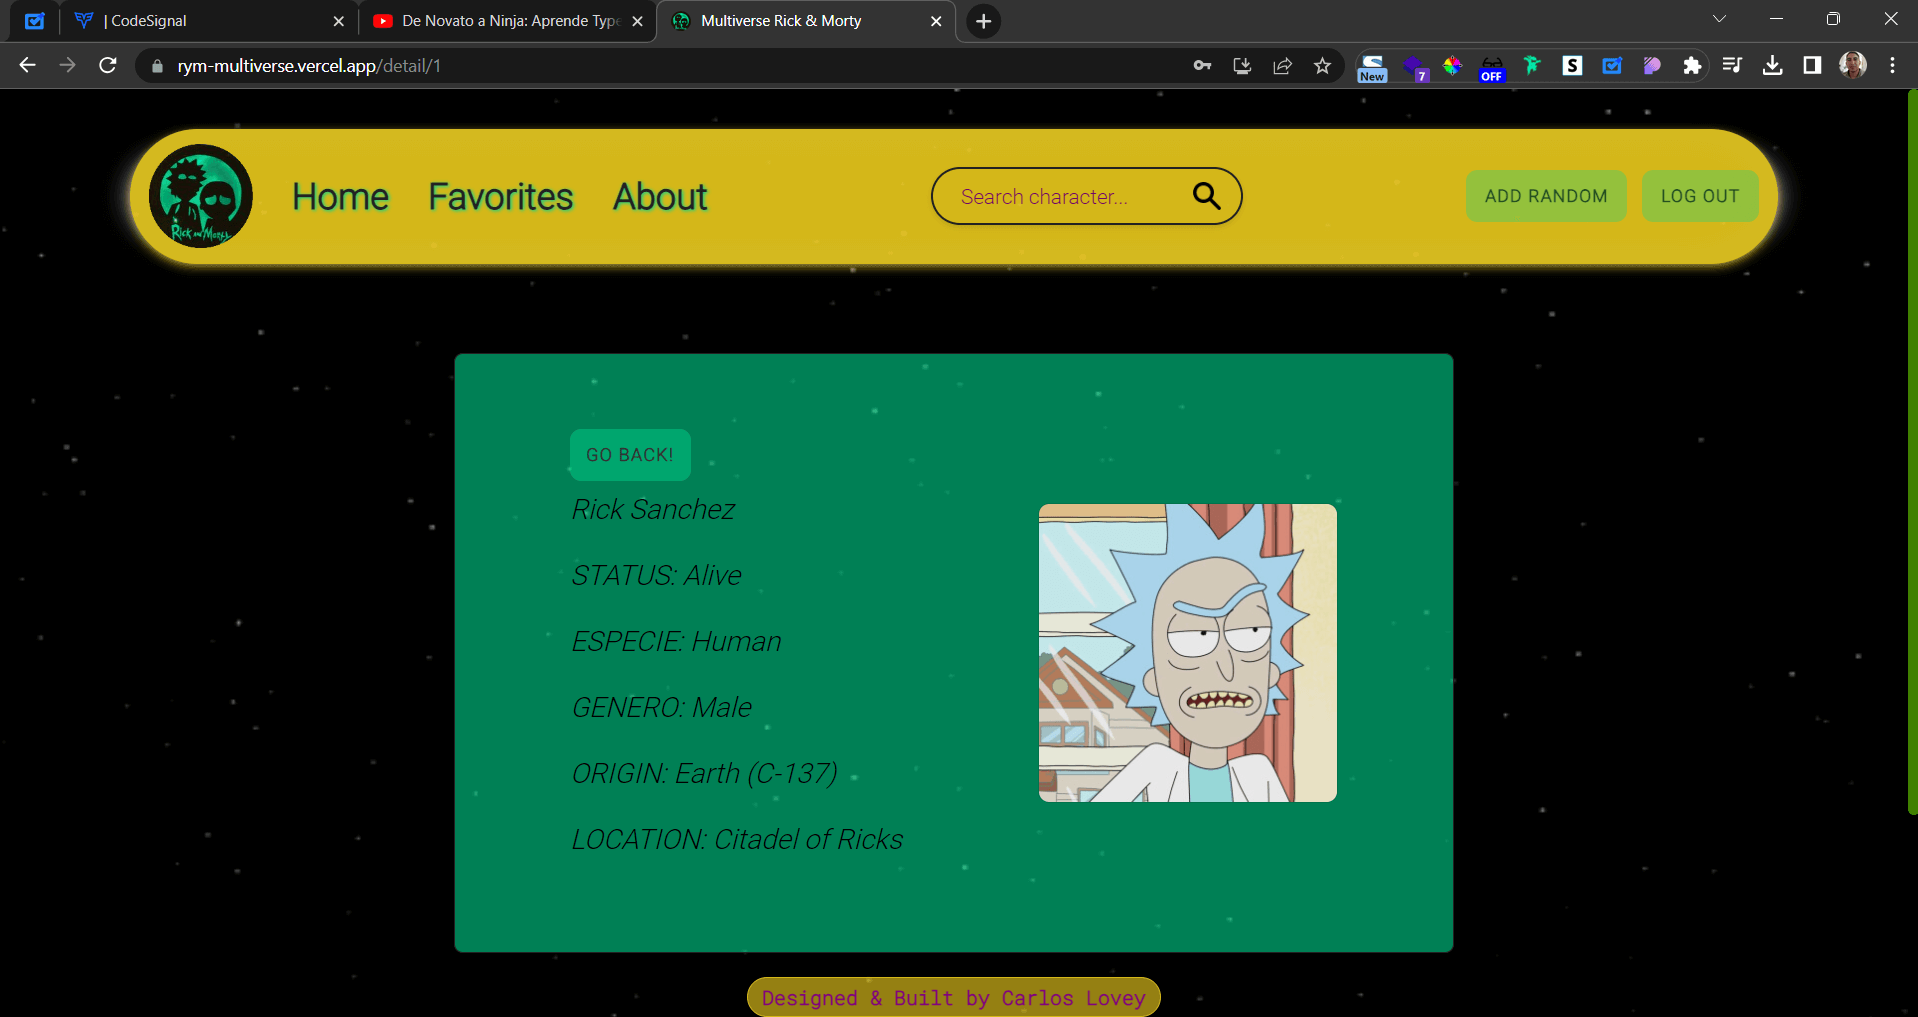 | CodeSignal
De Novato a Ninja: Aprende Type
Multiverse Rick & Morty
rym-multiverse.vercel.app/detail/1
New
7
OFF
S
Rick and Morty
Home
Favorites
About
Search character...
ADD RANDOM
LOG OUT
GO BACK!
Rick Sanchez
STATUS: Alive
ESPECIE: Human
GENERO: Male
ORIGIN: Earth (C-137)
LOCATION: Citadel of Ricks
Designed & Built by Carlos Lovey